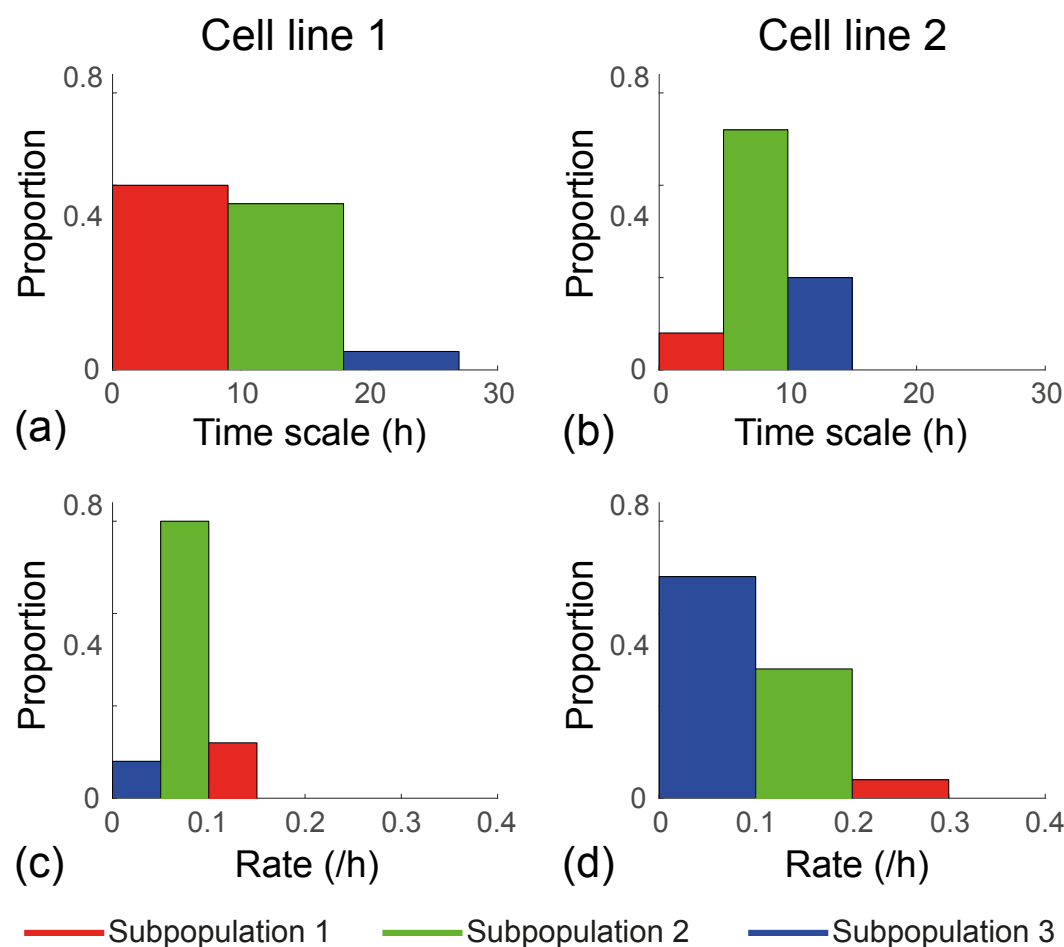 Cell line 1
Cell line 2
0.8
0.4
0
Proportion
0 10 20 30
Time scale (h)
(a)
0.8
0.4
0
Proportion
0 10 20 30
Time scale (h)
(b)
0.8
0.4
0
Proportion
0 0.1 0.2 0.3 0.4
Rate (/h)
(c)
0.8
0.4
0
Proportion
0 0.1 0.2 0.3 0.4
Rate (/h)
(d)
Subpopulation 1 Subpopulation 2 Subpopulation 3